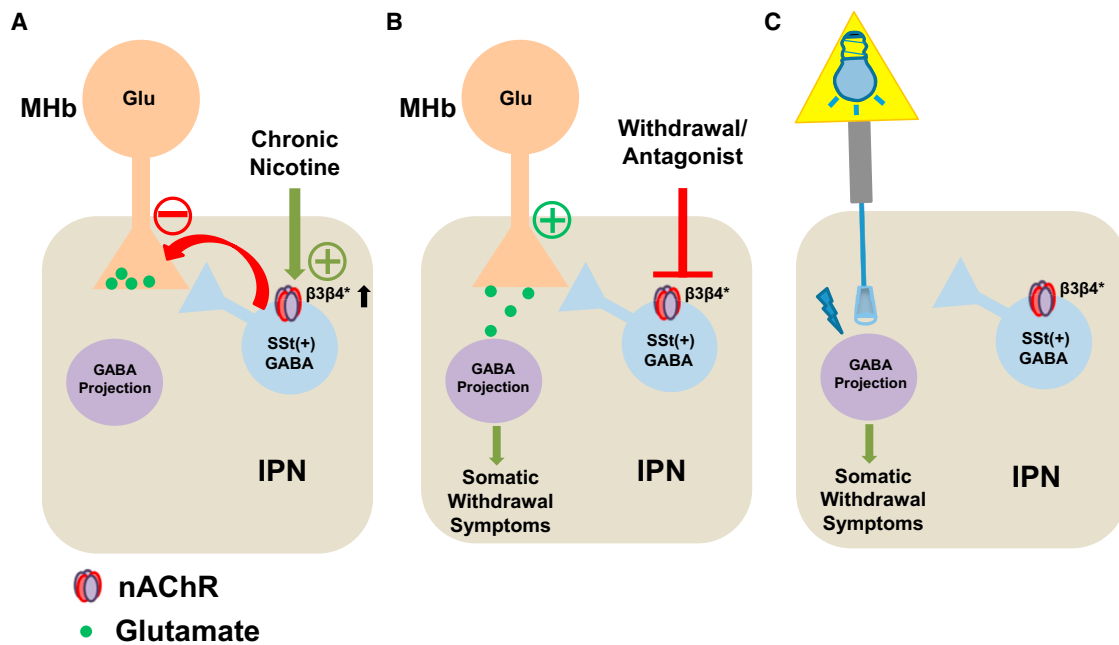 A
MHb
Glu
Chronic
Nicotine
β3β4*
SSt(+)
GABA
GABA
Projection
IPN
B
MHb
Glu
Withdrawal/
Antagonist
β3β4*
SSt(+)
GABA
GABA
Projection
Somatic
Withdrawal
Symptoms
IPN
C
β3β4*
SSt(+)
GABA
GABA
Projection
Somatic
Withdrawal
Symptoms
IPN
nAChR
Glutamate